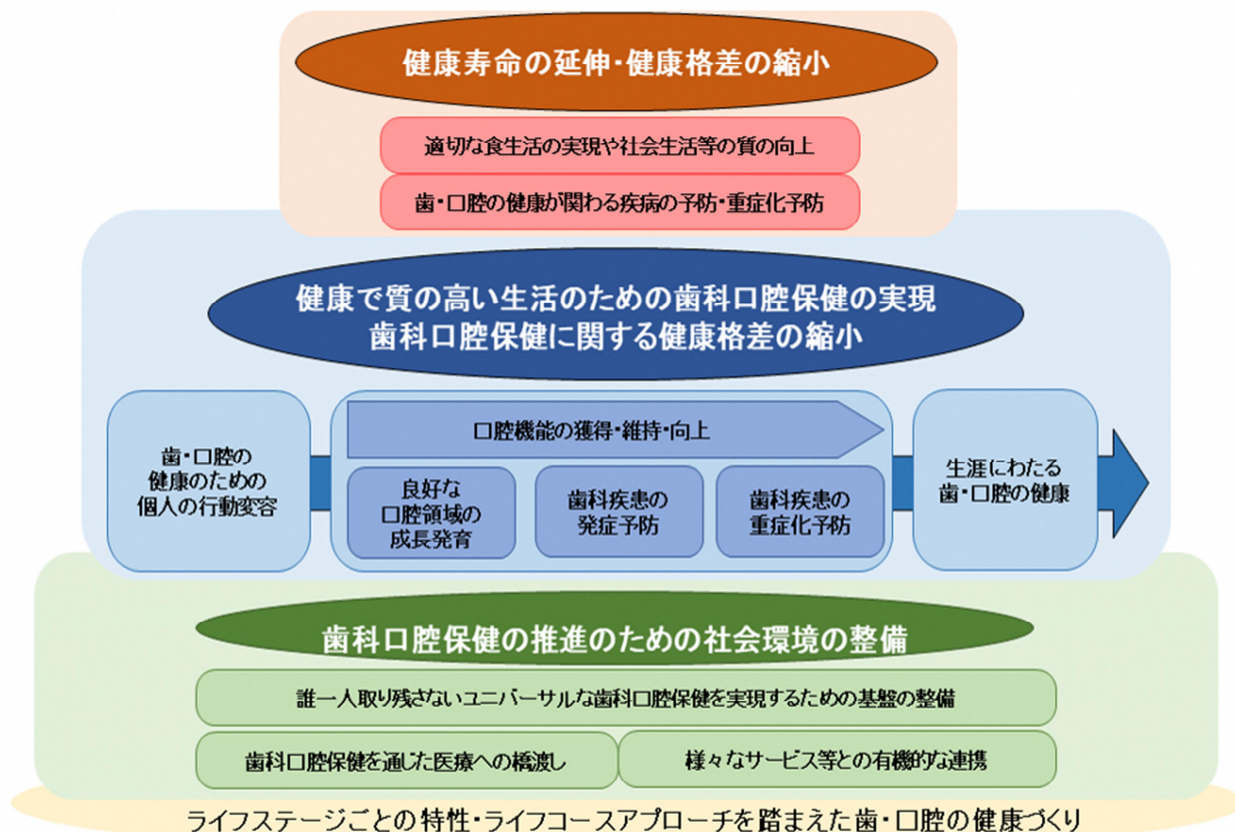 健康寿命の延伸・健康格差の縮小
適切な食生活の実現や社会生活等の質の向上
歯・口腔の健康が関わる疾病の予防・重症化予防
健康で質の高い生活のための歯科口腔保健の実現
歯科口腔保健に関する健康格差の縮小
歯・口腔の
健康のための
個人の行動変容
口腔機能の獲得・維持・向上
良好な
口腔領域の
成長発育
歯科疾患の
発症予防
歯科疾患の
重症化予防
生涯にわたる
歯・口腔の健康
歯科口腔保健の推進のための社会環境の整備
誰一人取り残さないユニバーサルな歯科口腔保健を実現するための基盤の整備
歯科口腔保健を通じた医療への橋渡し
様々なサービス等との有機的な連携
ライフステージごとの特性・ライフコースアプローチを踏まえた歯・口腔の健康づくり